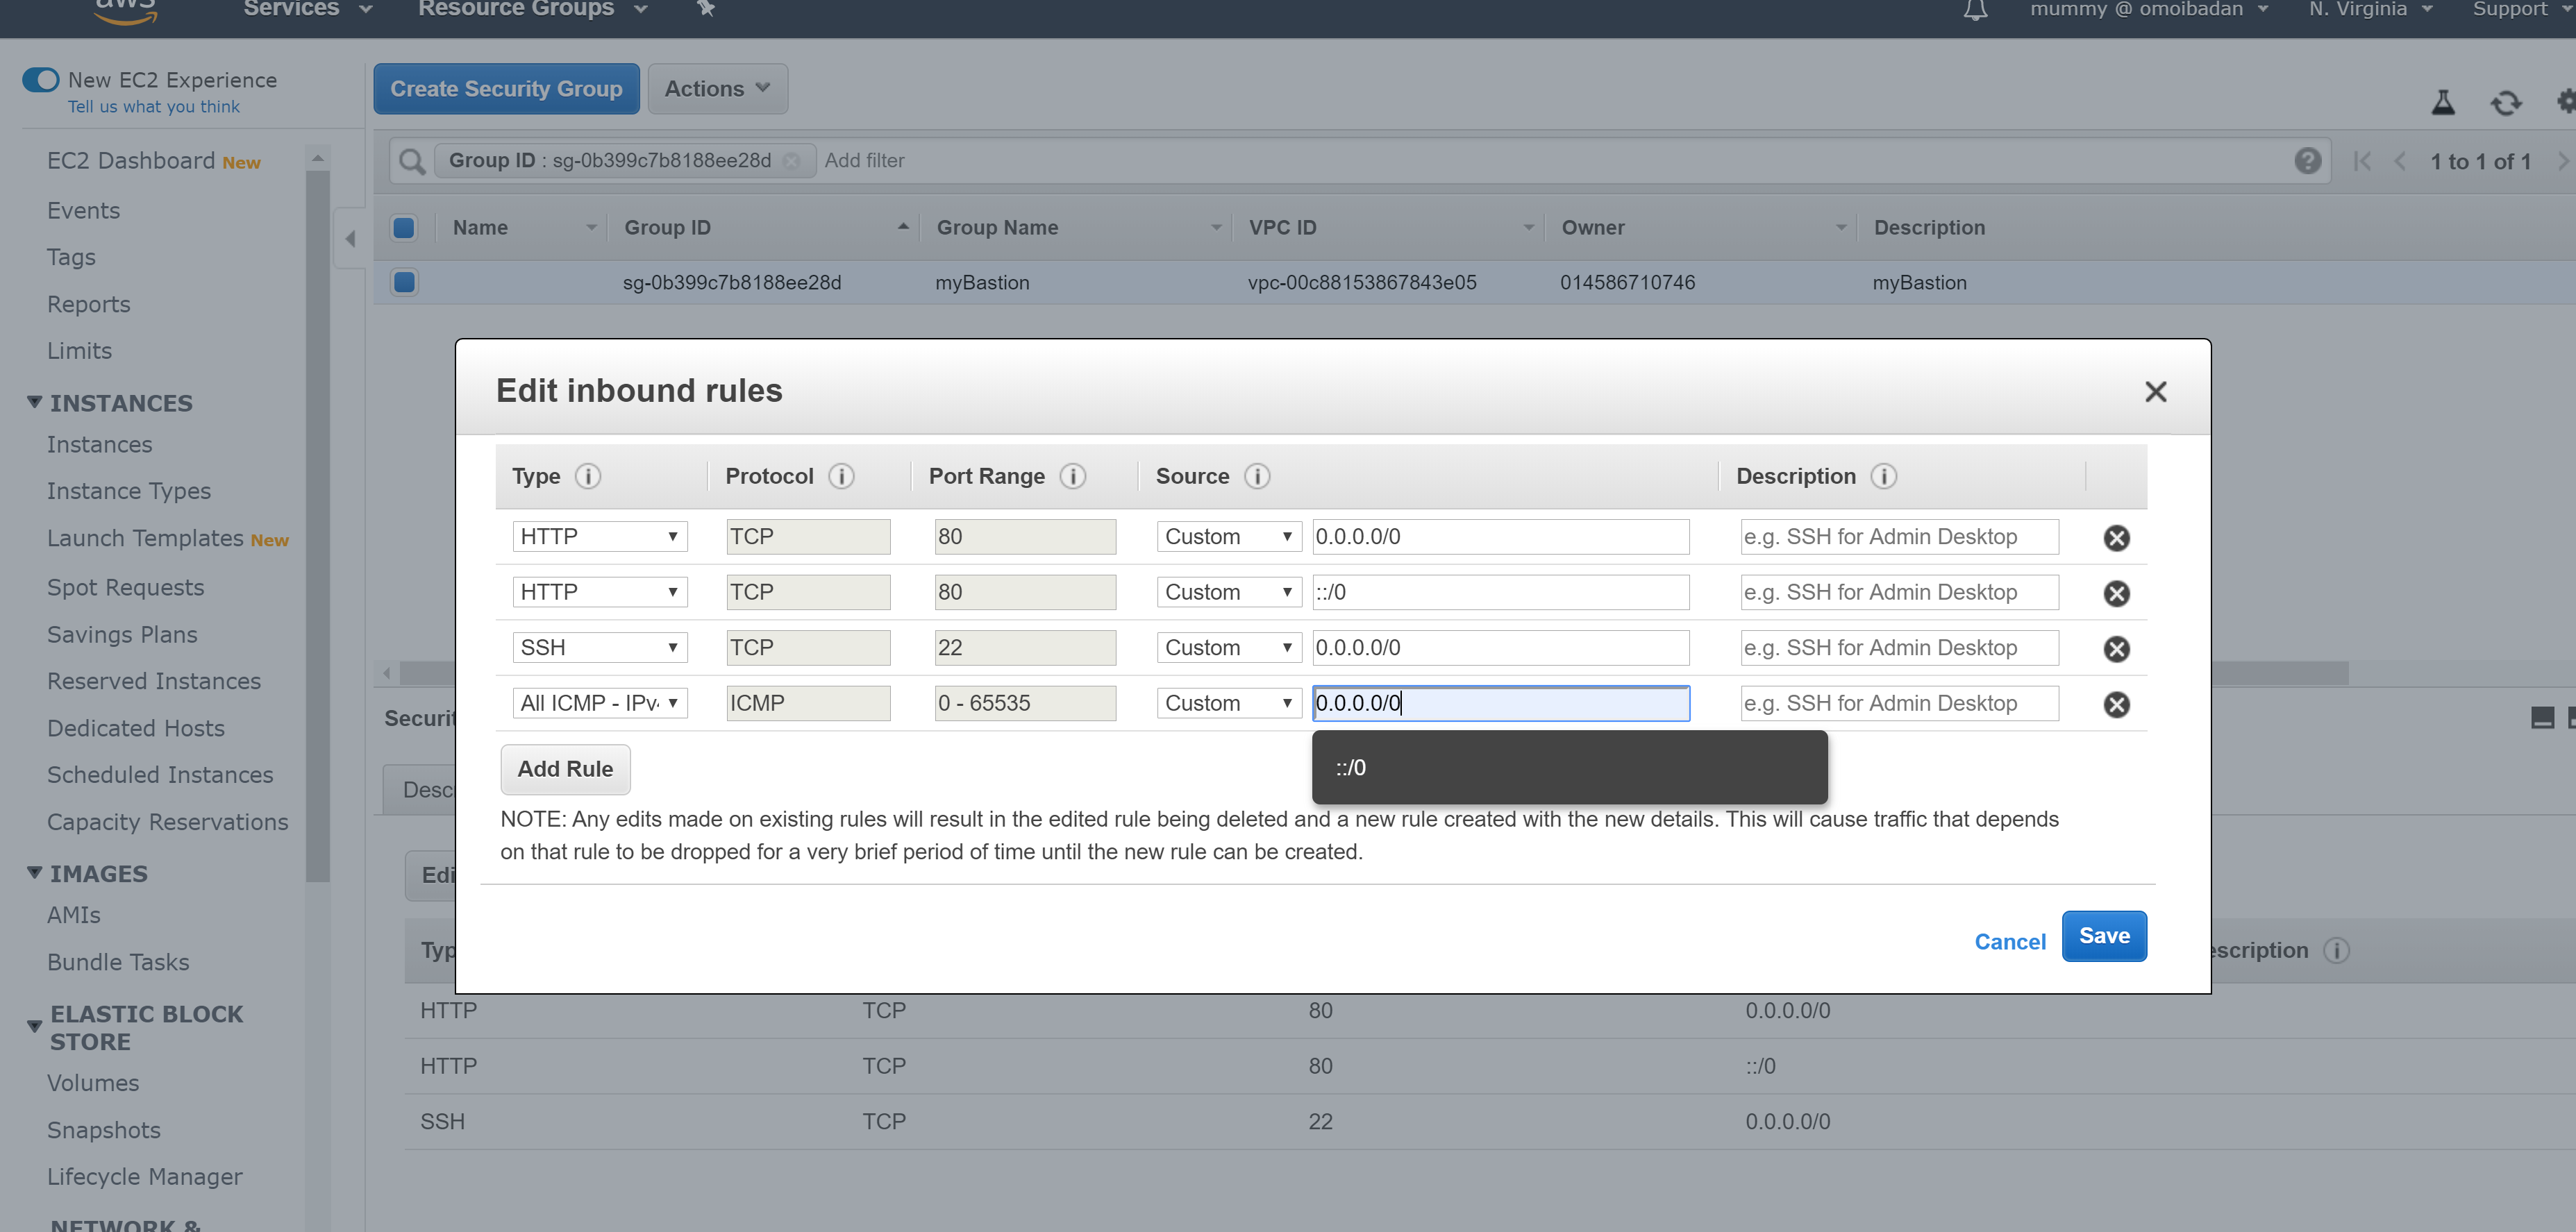 aws Services Resource Groups mummy @ omoibadan N. Virginia Support
New EC2 Experience
Tell us what you think
EC2 Dashboard New
Events
Tags
Reports
Limits
INSTANCES
Instances
Instance Types
Launch Templates New
Spot Requests
Savings Plans
Reserved Instances
Dedicated Hosts
Scheduled Instances
Capacity Reservations
IMAGES
AMIs
Bundle Tasks
ELASTIC BLOCK
STORE
Volumes
Snapshots
Lifecycle Manager
NETWORK &
Create Security Group Actions
Group ID : sg-0b399c7b8188ee28d Add filter 1 to 1 of 1
Name Group ID Group Name VPC ID Owner Description
sg-0b399c7b8188ee28d myBastion vpc-00c88153867843e05 014586710746 myBastion
Edit inbound rules
Type Protocol Port Range Source Description
HTTP TCP 80 Custom 0.0.0.0/0 e.g. SSH for Admin Desktop
HTTP TCP 80 Custom ::/0 e.g. SSH for Admin Desktop
SSH TCP 22 Custom 0.0.0.0/0 e.g. SSH for Admin Desktop
All ICMP - IPv4 ICMP 0 - 65535 Custom 0.0.0.0/0 e.g. SSH for Admin Desktop
Add Rule
::/0
NOTE: Any edits made on existing rules will result in the edited rule being deleted and a new rule created with the new details. This will cause traffic that depends
on that rule to be dropped for a very brief period of time until the new rule can be created.
Cancel Save
Securit
Desc
Edi
Typ escription
HTTP TCP 80 0.0.0.0/0
HTTP TCP 80 ::/0
SSH TCP 22 0.0.0.0/0